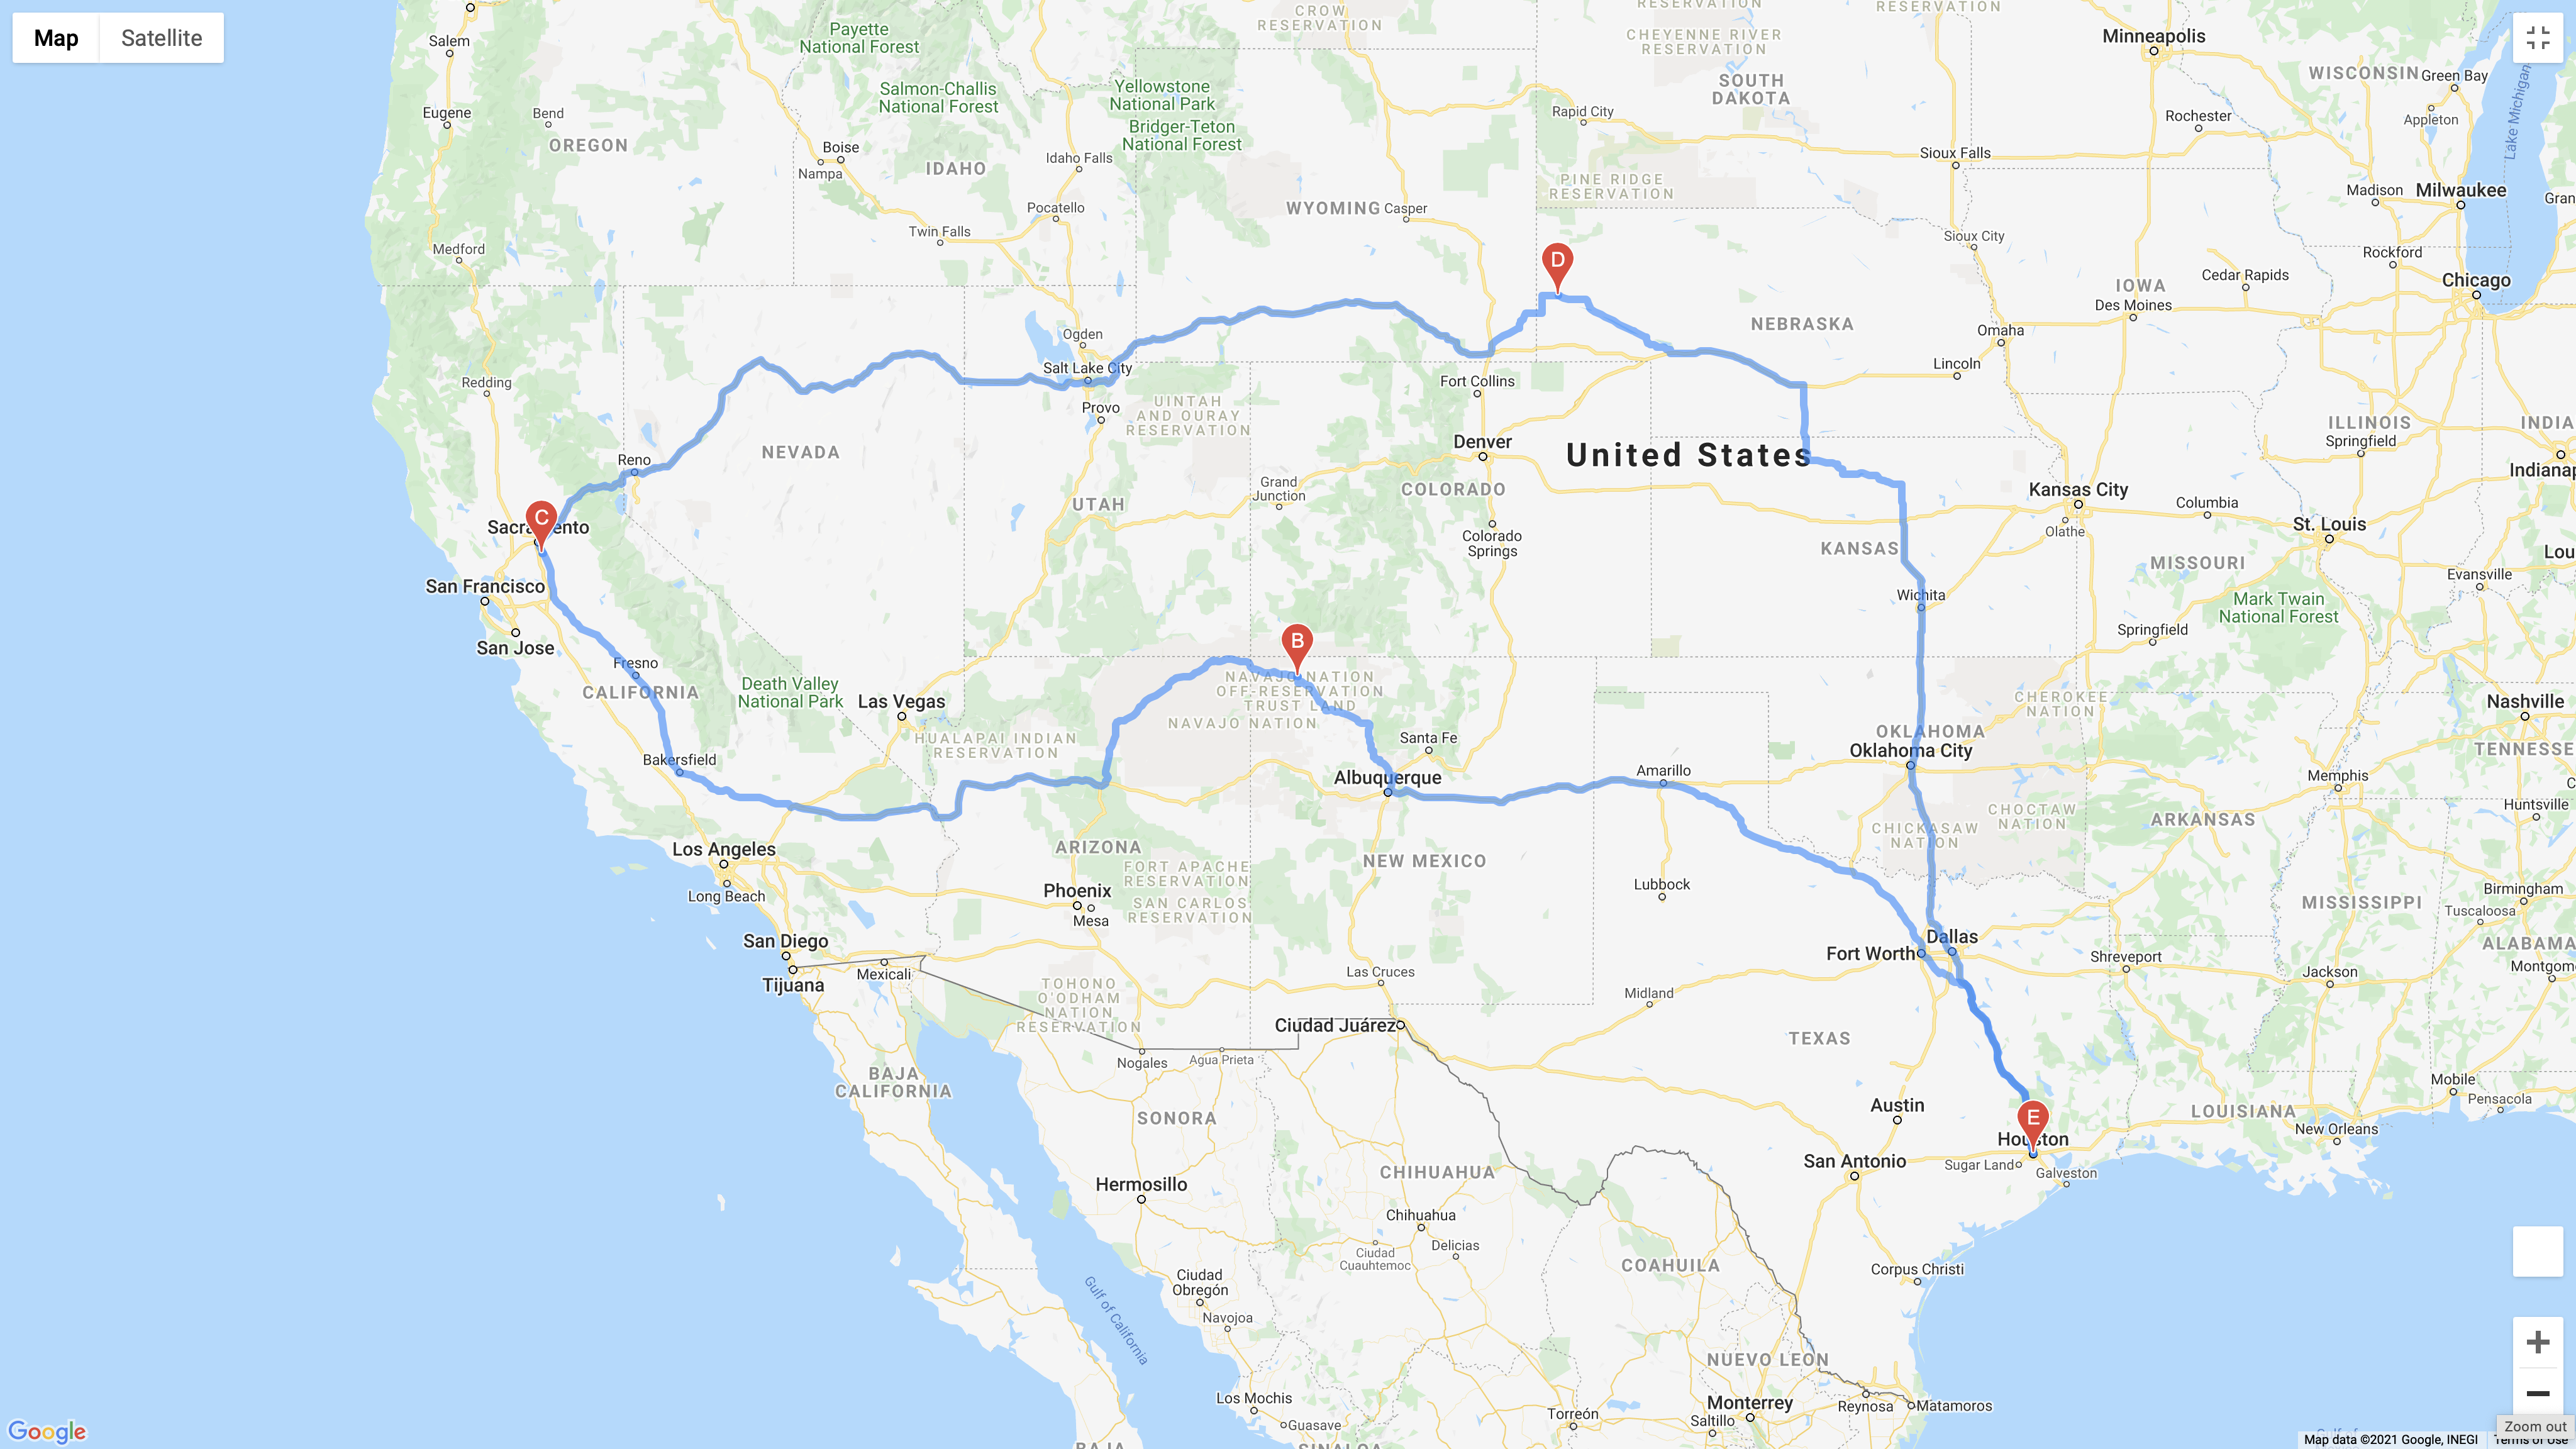 Map
Satellite
CROW
RESERVATION
RESERVATION
RESERVATION
Payette
National Forest
CHEYENNE RIVER
RESERVATION
Minneapolis
Salem
Yellowstone
National Park
SOUTH
DAKOTA
WISCONSIN
Green Bay
Lake Michigan
Salmon-Challis
National Forest
Eugene
Bend
Rapid City
Rochester
Appleton
Bridger-Teton
National Forest
OREGON
Boise
Idaho Falls
Sioux Falls
IDAHO
Nampa
PINE RIDGE
RESERVATION
Madison
Milwaukee
Gran
Pocatello
WYOMING
Casper
Twin Falls
Sioux City
Medford
Rockford
D
Cedar Rapids
Chicago
IOWA
Des Moines
NEBRASKA
Omaha
Ogden
Salt Lake City
Lincoln
Redding
Fort Collins
Provo
UINTAH
AND OURAY
RESERVATION
ILLINOIS
INDIA
Springfield
Denver
United States
NEVADA
Reno
Indianap
Grand
Junction
COLORADO
Kansas City
UTAH
Columbia
C
Sacramento
Colorado
Springs
Olathe
St. Louis
KANSAS
Lou
MISSOURI
Evansville
San Francisco
Wichita
Mark Twain
National Forest
B
San Jose
Springfield
Fresno
CALIFORNIA
Death Valley
National Park
NAVAJO NATION
OFF-RESERVATION
TRUST LAND
NAVAJO NATION
Las Vegas
CHEROKEE
NATION
Nashville
HUALAPAI INDIAN
RESERVATION
Santa Fe
OKLAHOMA
Oklahoma City
TENNESSE
Bakersfield
Albuquerque
Amarillo
Memphis
C
Huntsville
CHOCTAW
NATION
ARKANSAS
CHICKASAW
NATION
Los Angeles
ARIZONA
NEW MEXICO
FORT APACHE
RESERVATION
Long Beach
Phoenix
Mesa
Lubbock
Birmingham
SAN CARLOS
RESERVATION
MISSISSIPPI
Tuscaloosa
San Diego
Dallas
ALABAMA
Fort Worth
Tijuana
Mexicali
Las Cruces
Shreveport
Jackson
Montgom
TOHONO
O'ODHAM
NATION
RESERVATION
Midland
Ciudad Juárez
TEXAS
Nogales
Agua Prieta
BAJA
CALIFORNIA
Mobile
Pensacola
SONORA
Austin
E
LOUISIANA
New Orleans
Houston
San Antonio
Sugar Land
Galveston
CHIHUAHUA
Hermosillo
Chihuahua
Delicias
Ciudad
Cuauhtemoc
COAHUILA
Corpus Christi
Ciudad
Obregón
Gulf of California
Navojoa
NUEVO LEON
Los Mochis
Guasave
Monterrey
Reynosa
Matamoros
Torreón
Saltillo
BAJA
SINALOA
Google
Zoom out
Map data ©2021 Google, INEGI
Terms of Use